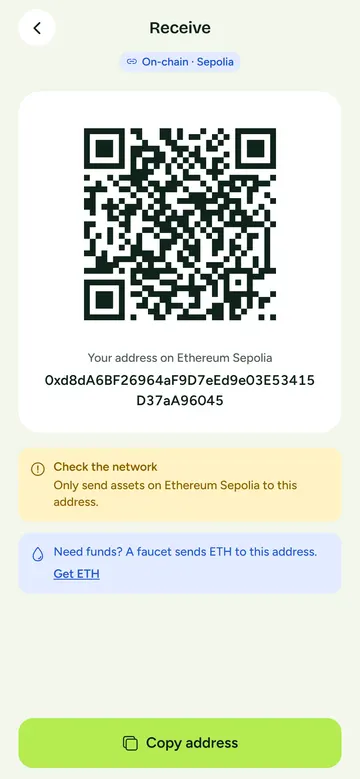 Receive
On-chain · Sepolia
Your address on Ethereum Sepolia
0xd8dA6BF26964aF9D7eEd9e03E53415
D37aA96045
Check the network
Only send assets on Ethereum Sepolia to this
address.
Need funds? A faucet sends ETH to this address.
Get ETH
Copy address